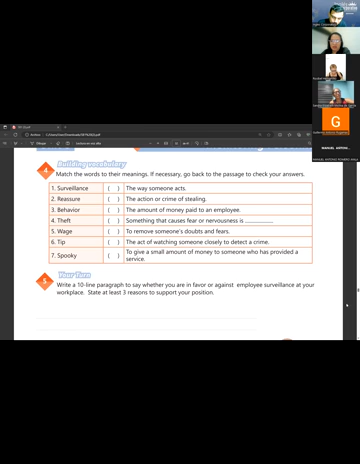 4
Building vocabulary
Match the words to their meanings. If necessary, go back to the passage to check your answers.
1. Surveillance ( ) The way someone acts.
2. Reassure ( ) The action or crime of stealing.
3. Behavior ( ) The amount of money paid to an employee.
4. Theft ( ) Something that causes fear or nervousness is ..............
5. Wage ( ) To remove someone's doubts and fears.
6. Tip ( ) The act of watching someone closely to detect a crime.
7. Spooky ( ) To give a small amount of money to someone who has provided a
service.
5
Your Turn
Write a 10-line paragraph to say whether you are in favor or against employee surveillance at your
workplace. State at least 3 reasons to support your position.
G
MANUEL ANTON...